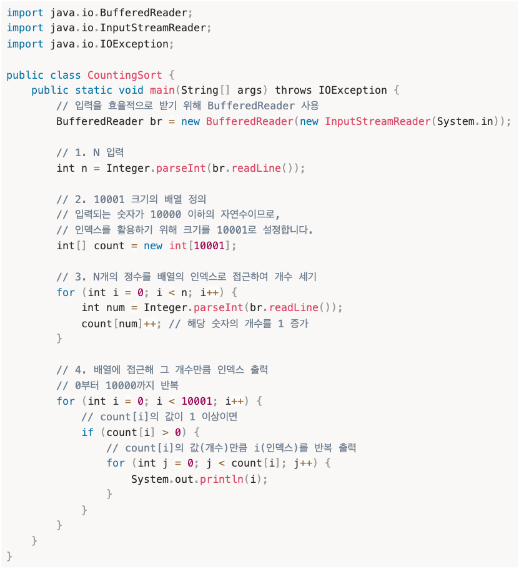 import java.io.BufferedReader;
import java.io.InputStreamReader;
import java.io.IOException;

public class CountingSort {
    public static void main(String[] args) throws IOException {
        // 입력을 효율적으로 받기 위해 BufferedReader 사용
        BufferedReader br = new BufferedReader(new InputStreamReader(System.in));

        // 1. N 입력
        int n = Integer.parseInt(br.readLine());

        // 2. 10001 크기의 배열 정의
        // 입력되는 숫자가 10000 이하의 자연수이므로,
        // 인덱스를 활용하기 위해 크기를 10001로 설정합니다.
        int[] count = new int[10001];

        // 3. N개의 정수를 배열의 인덱스로 접근하여 개수 세기
        for (int i = 0; i < n; i++) {
            int num = Integer.parseInt(br.readLine());
            count[num]++; // 해당 숫자의 개수를 1 증가
        }

        // 4. 배열에 접근해 그 개수만큼 인덱스 출력
        // 0부터 10000까지 반복
        for (int i = 0; i < 10001; i++) {
            // count[i]의 값이 1 이상이면
            if (count[i] > 0) {
                // count[i]의 값(개수)만큼 i(인덱스)를 반복 출력
                for (int j = 0; j < count[i]; j++) {
                    System.out.println(i);
                }
            }
        }
    }
}